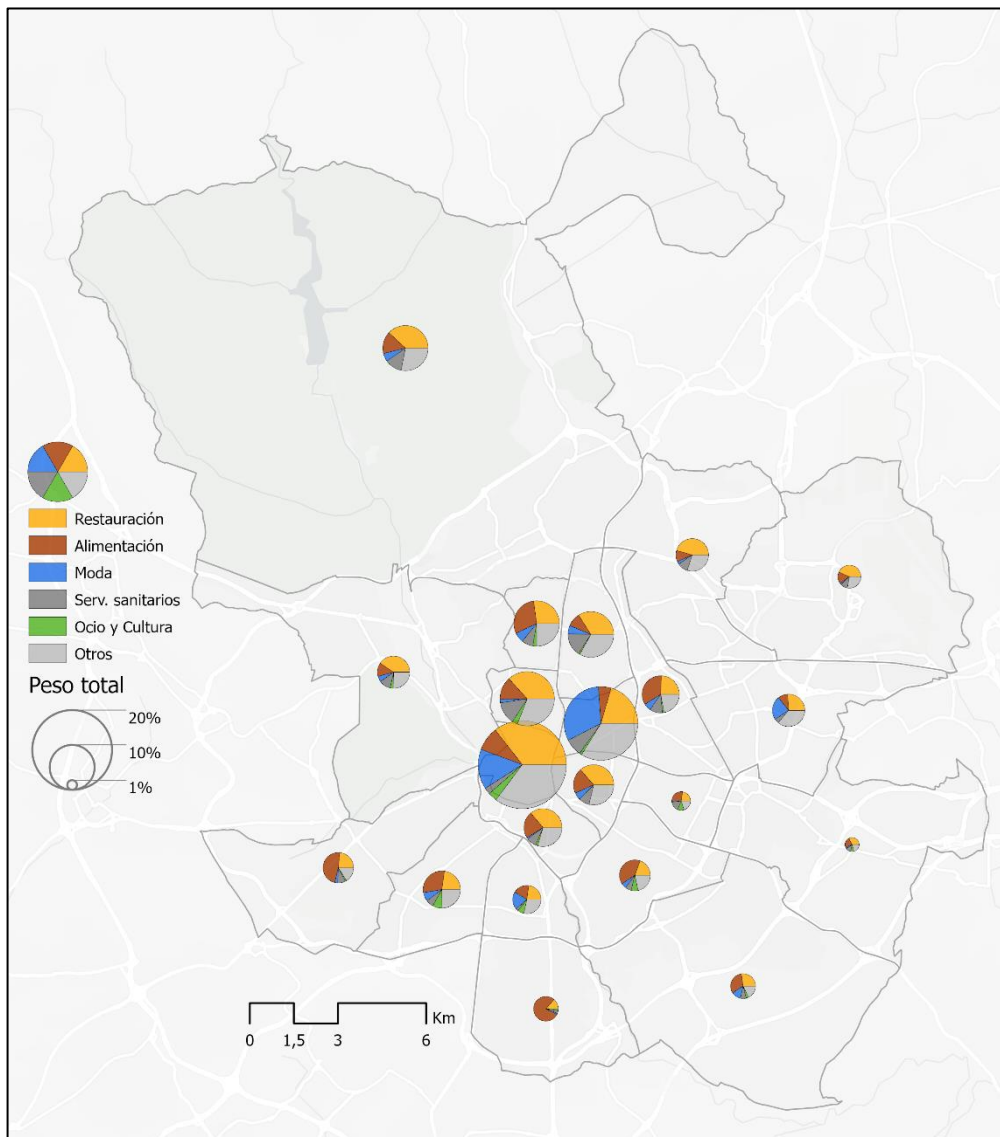 Restauración
Alimentación
Moda
Serv. sanitarios
Ocio y Cultura
Otros
Peso total
20%
10%
1%
Km
0 1,5 3 6